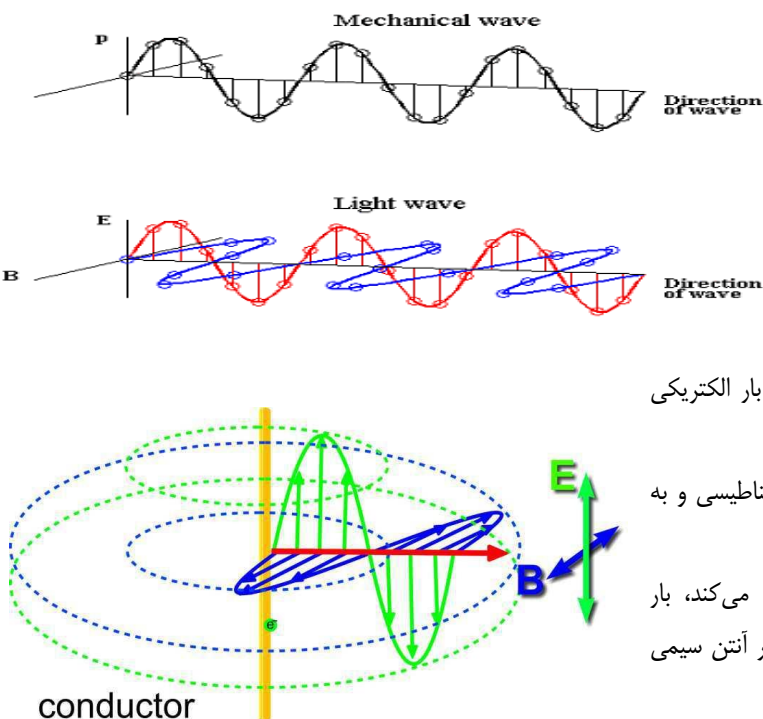 Mechanical wave
P
Direction
of wave
Light wave
E
B
Direction
of wave
بار الکتریکی
و به
می‌کند، بار
آنتن سیمی
E
B
e
conductor